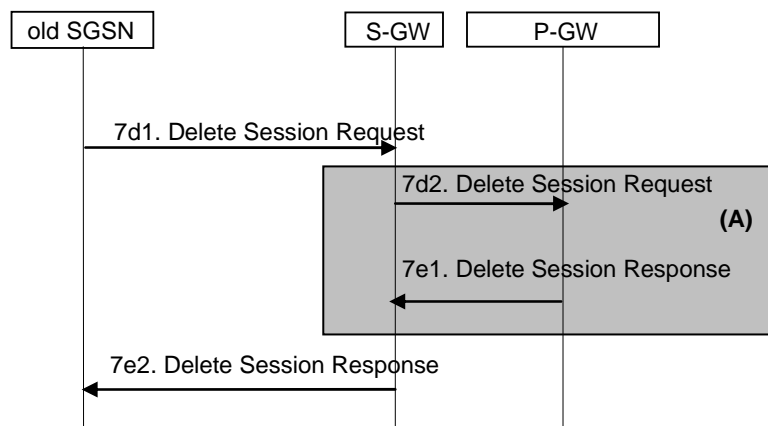 old SGSN
S-GW
P-GW
7d1. Delete Session Request
7d2. Delete Session Request
(A)
7e1. Delete Session Response
7e2. Delete Session Response